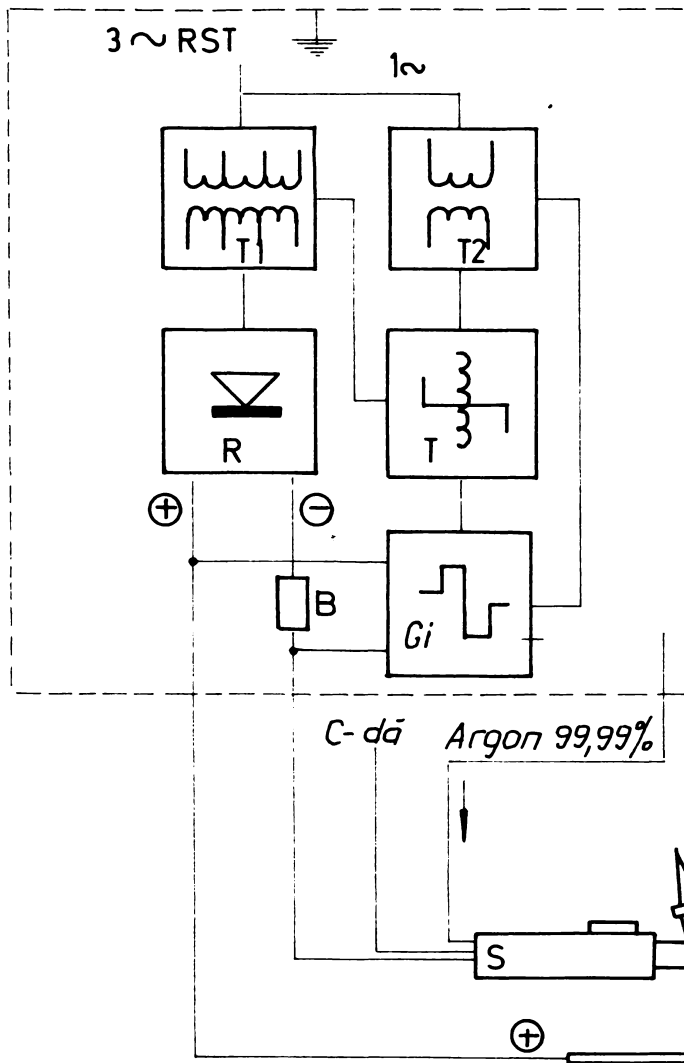 3 ~ RST
1~
T1
T2
R
T
+
−
B
Gi
C-dă
Argon 99,99%
S
+